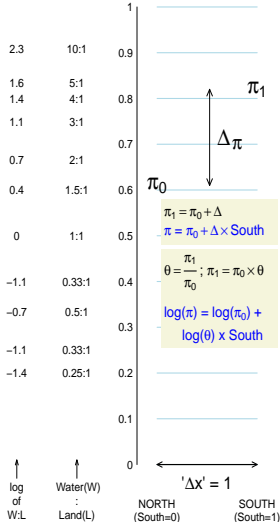 1
2.3 10:1 0.9
1.6 5:1
π1
1.4 4:1 0.8
1.1 3:1
Δπ
0.7
0.7 2:1
π0
0.4 1.5:1 0.6
π1 = π0 + Δ
π = π0 + Δ × South
0 1:1 0.5
θ = π1/π0 ; π1 = π0 × θ
−1.1 0.33:1 0.4
log(π) = log(π0) +
−0.7 0.5:1 0.3
log(θ) x South
−1.1 0.33:1
−1.4 0.25:1 0.2
0.1
0
'Δx' = 1
log Water(W)
of :
W:L Land(L)
NORTH SOUTH
(South=0) (South=1)